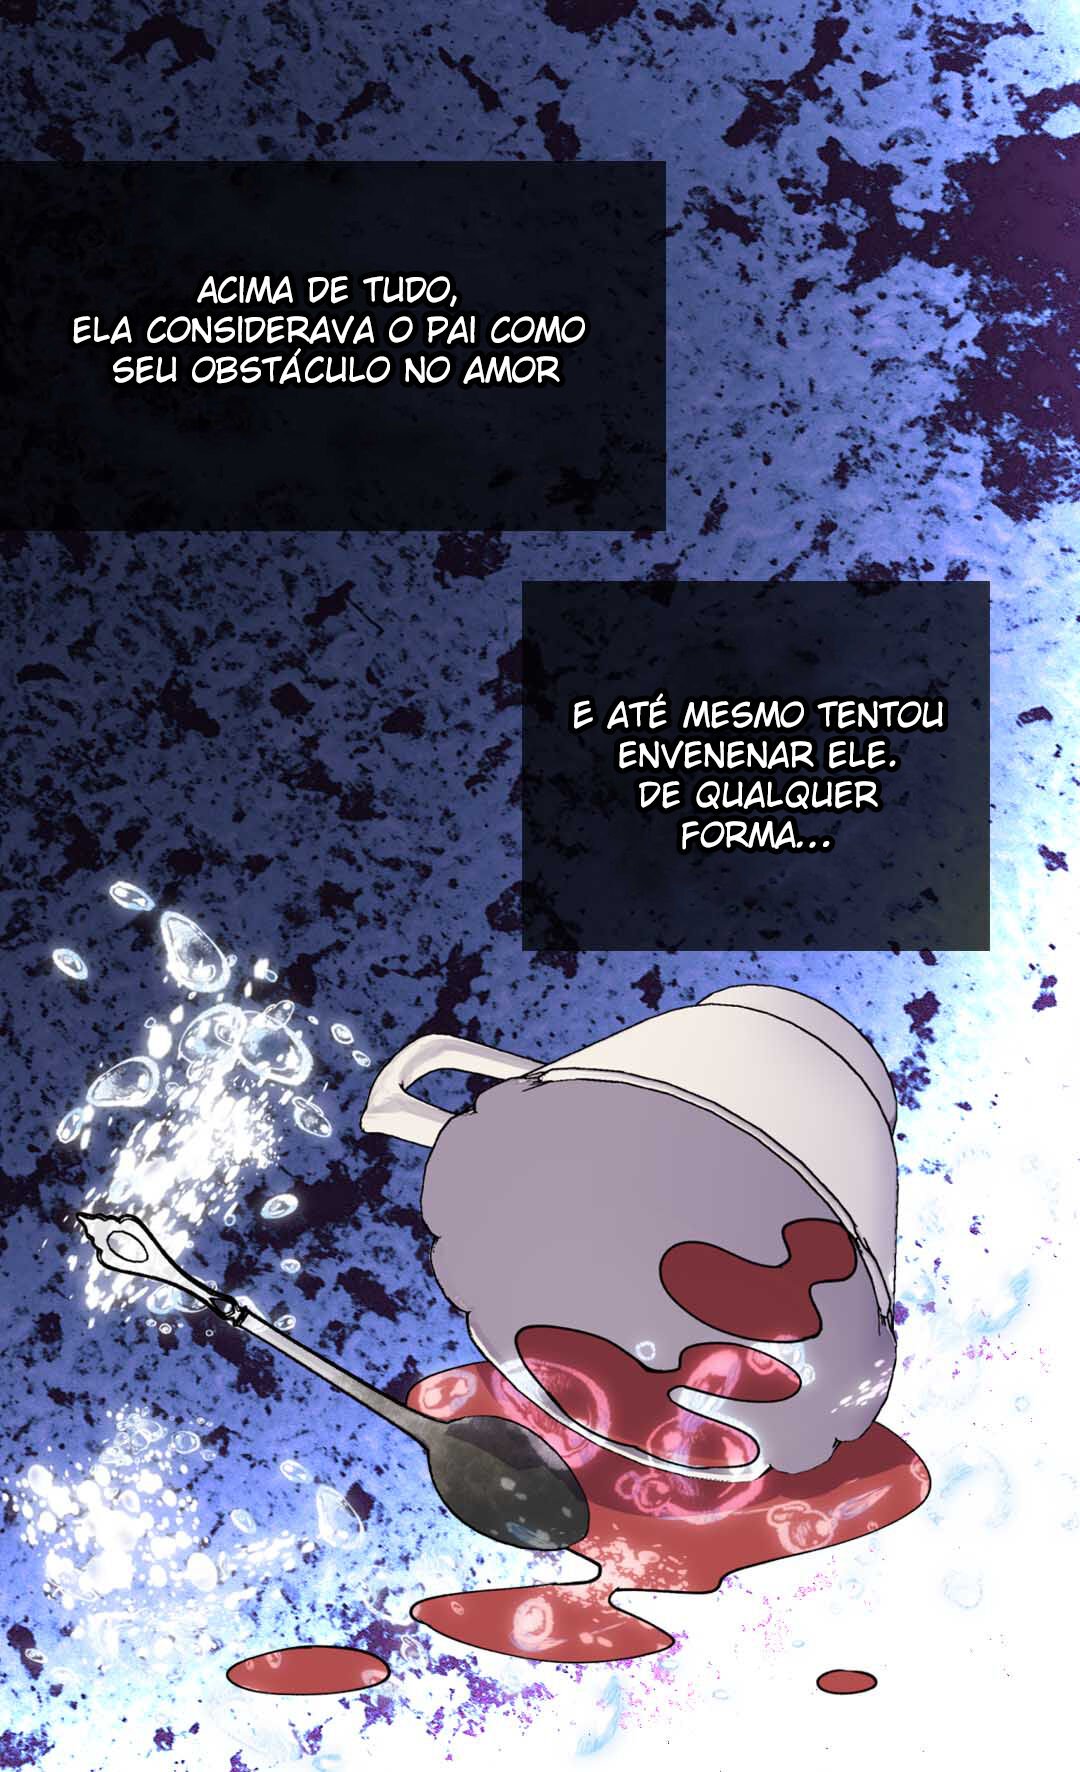 ACIMA DE TUDO,
ELA CONSIDERAVA O PAI COMO
SEU OBSTÁCULO NO AMOR
E ATÉ MESMO TENTOU
ENVENENAR ELE.
DE QUALQUER
FORMA...